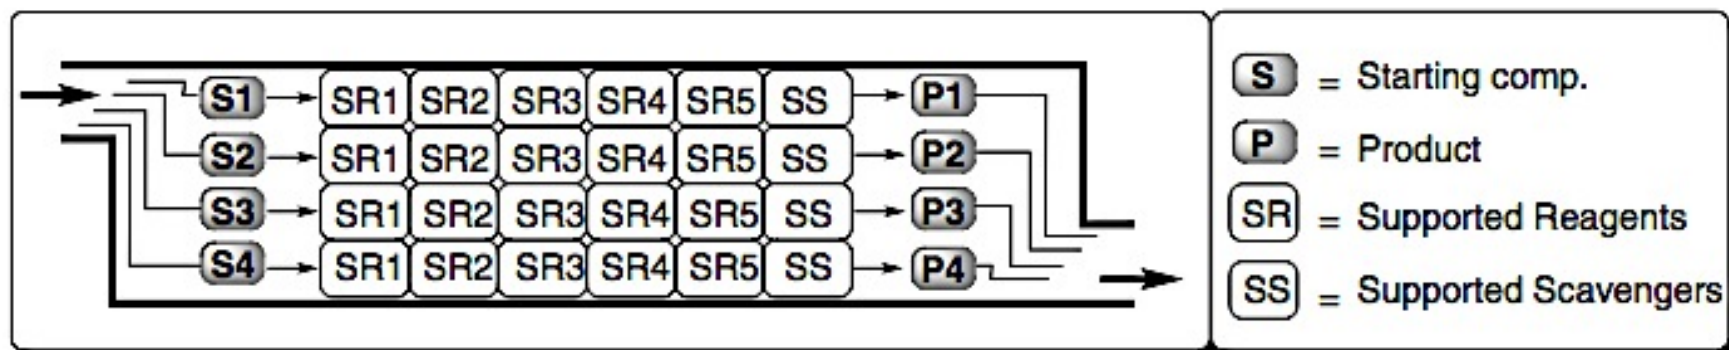 S1 SR1 SR2 SR3 SR4 SR5 SS P1
S2 SR1 SR2 SR3 SR4 SR5 SS P2
S3 SR1 SR2 SR3 SR4 SR5 SS P3
S4 SR1 SR2 SR3 SR4 SR5 SS P4
S = Starting comp.
P = Product
SR = Supported Reagents
SS = Supported Scavengers